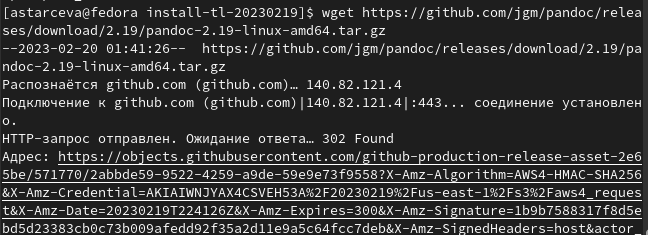 [astarceva@fedora install-tl-20230219]$ wget https://github.com/jgm/pandoc/relea
ses/download/2.19/pandoc-2.19-linux-amd64.tar.gz
--2023-02-20 01:41:26--  https://github.com/jgm/pandoc/releases/download/2.19/pa
ndoc-2.19-linux-amd64.tar.gz
Распознаётся github.com (github.com)… 140.82.121.4
Подключение к github.com (github.com)|140.82.121.4|:443... соединение установлен
о.
HTTP-запрос отправлен. Ожидание ответа… 302 Found
Адрес: https://objects.githubusercontent.com/github-production-release-asset-2e6
5be/571770/2abbde59-9522-4259-a9de-59e9e73f9558?X-Amz-Algorithm=AWS4-HMAC-SHA256
&X-Amz-Credential=AKIAIWNJYAX4CSVEH53A%2F20230219%2Fus-east-1%2Fs3%2Faws4_reques
t&X-Amz-Date=20230219T224126Z&X-Amz-Expires=300&X-Amz-Signature=1b9b7588317f8d5e
bd5d23383cb0c73b009afedd92f35a2d11e9a5c64fcc7deb&X-Amz-SignedHeaders=host&actor_